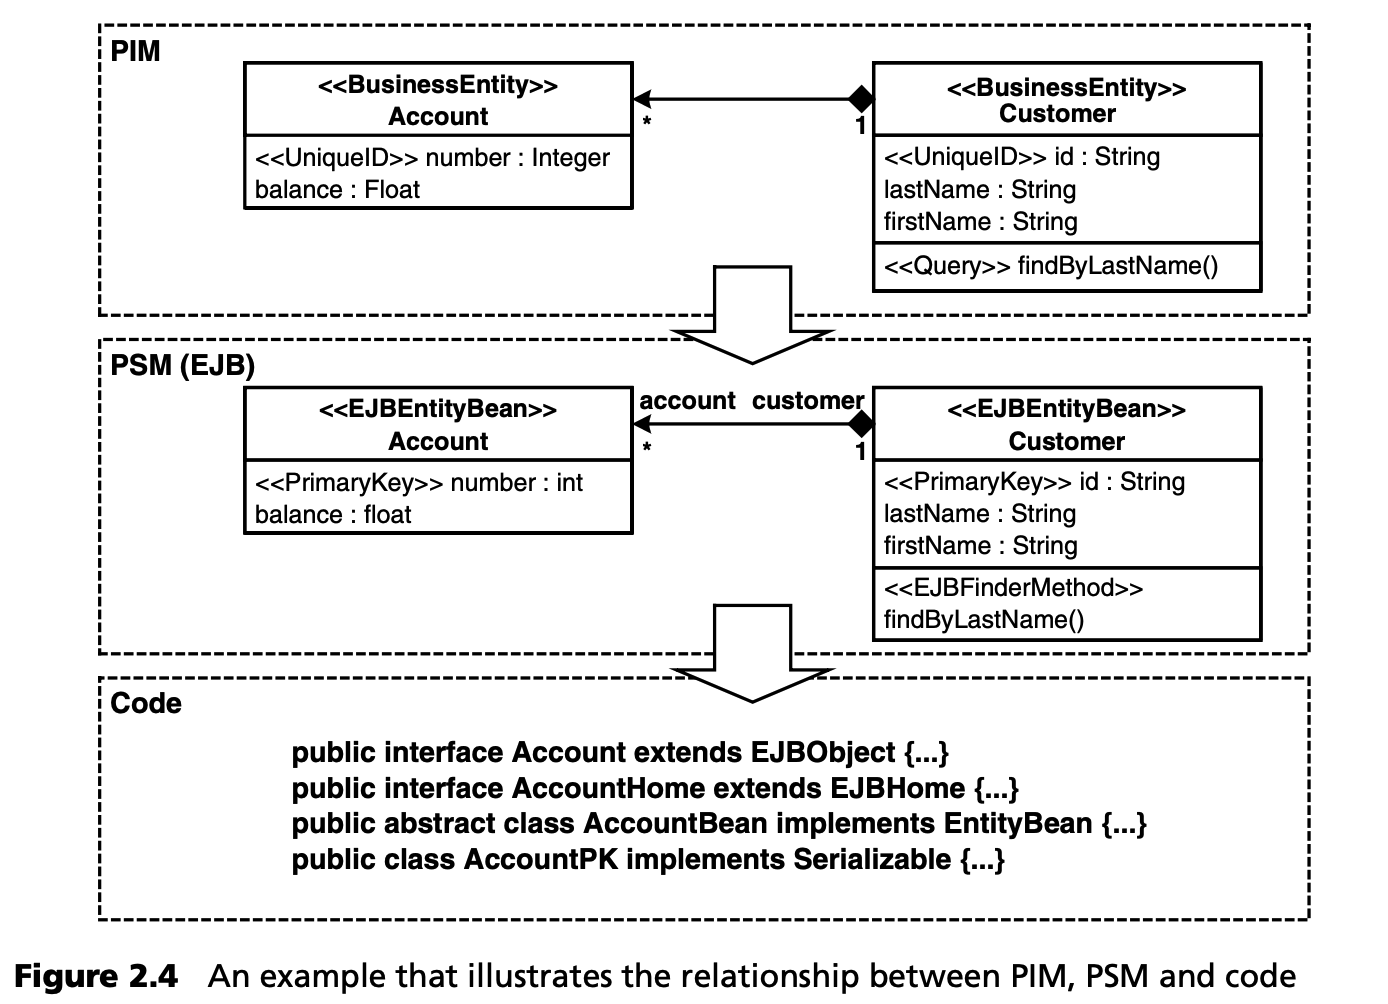 PIM
<<BusinessEntity>>
Account
<<UniqueID>> number : Integer
balance : Float
*
1
<<BusinessEntity>>
Customer
<<UniqueID>> id : String
lastName : String
firstName : String
<<Query>> findByLastName()
PSM (EJB)
<<EJBEntityBean>>
Account
<<PrimaryKey>> number : int
balance : float
account customer
*
1
<<EJBEntityBean>>
Customer
<<PrimaryKey>> id : String
lastName : String
firstName : String
<<EJBFinderMethod>>
findByLastName()
Code
public interface Account extends EJBObject {...}
public interface AccountHome extends EJBHome {...}
public abstract class AccountBean implements EntityBean {...}
public class AccountPK implements Serializable {...}
Figure 2.4 An example that illustrates the relationship between PIM, PSM and code